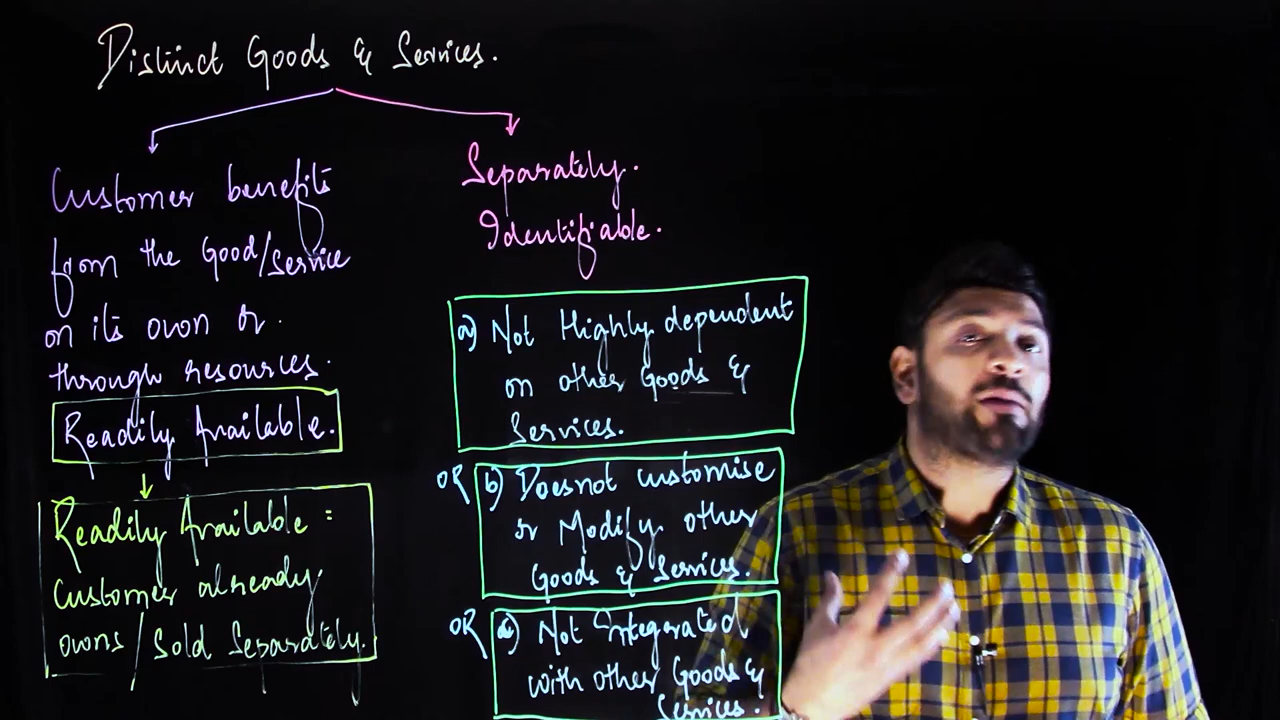 Distinct Goods & Services.
Customer benefits
from the Good/Service
on its own or
through resources.
Readily Available.
Readily Available =
Customer already
owns / Sold Separately.
Separately.
Identifiable.
a) Not Highly dependent
on other Goods &
Services.
OR b) Doesnot customise
or Modify other
Goods & Services.
OR Not Integerated
with other Goods &
Services.